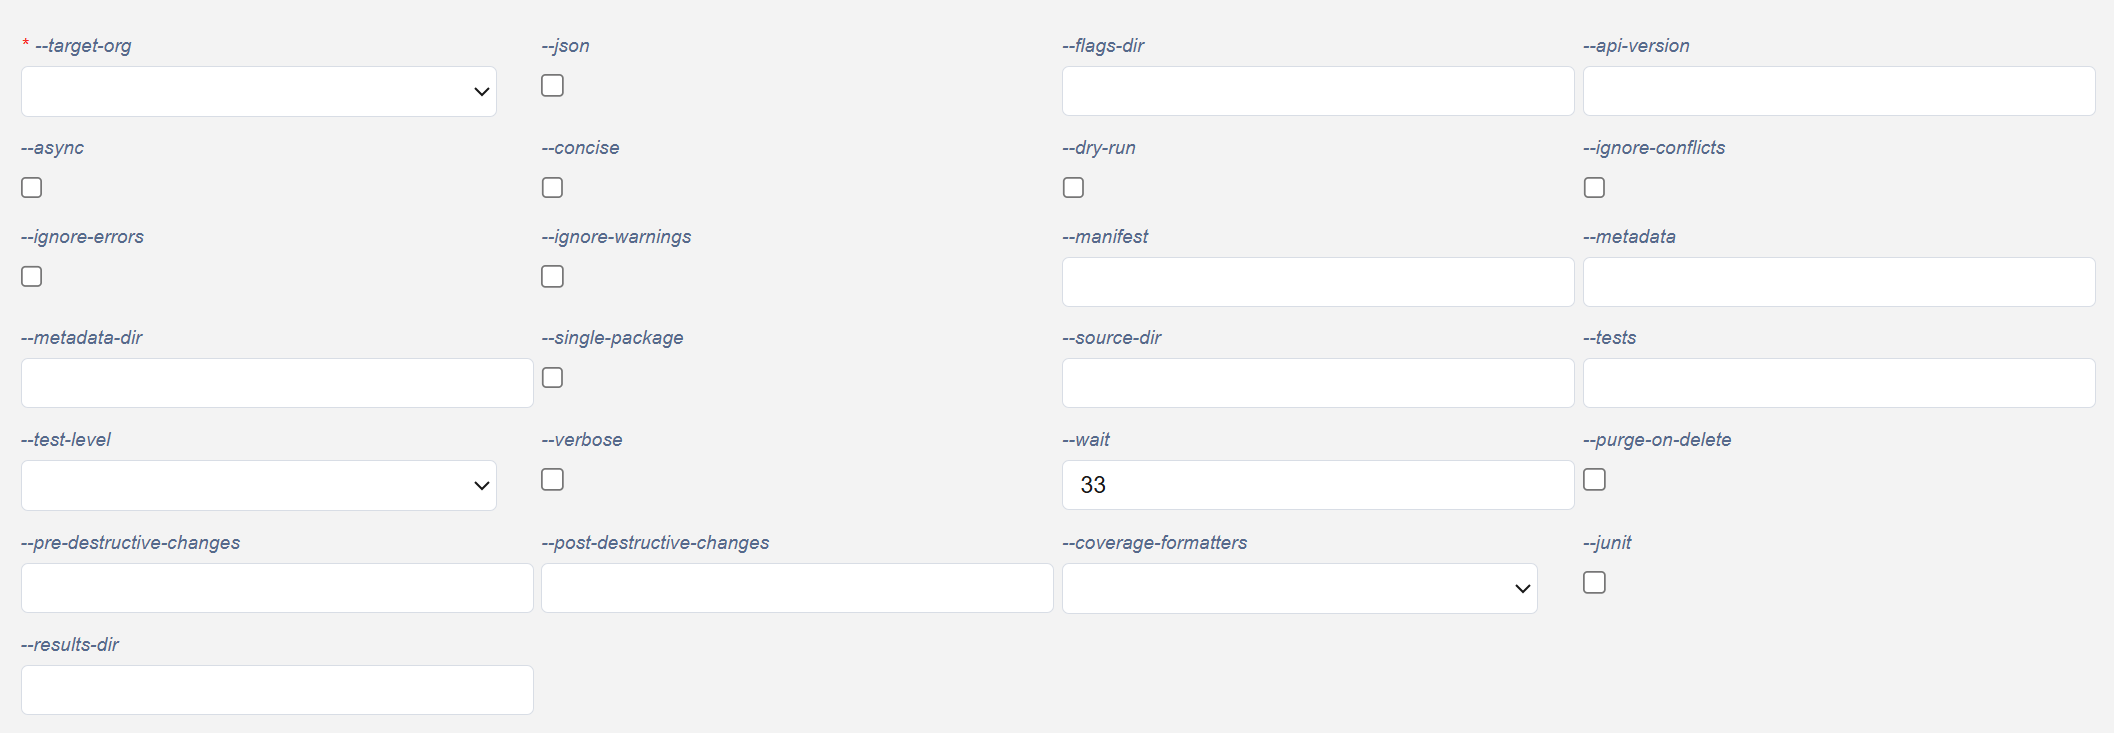 * --target-org --json --flags-dir --api-version
--async --concise --dry-run --ignore-conflicts
--ignore-errors --ignore-warnings --manifest --metadata
--metadata-dir --single-package --source-dir --tests
--test-level --verbose --wait --purge-on-delete
33
--pre-destructive-changes --post-destructive-changes --coverage-formatters --junit
--results-dir